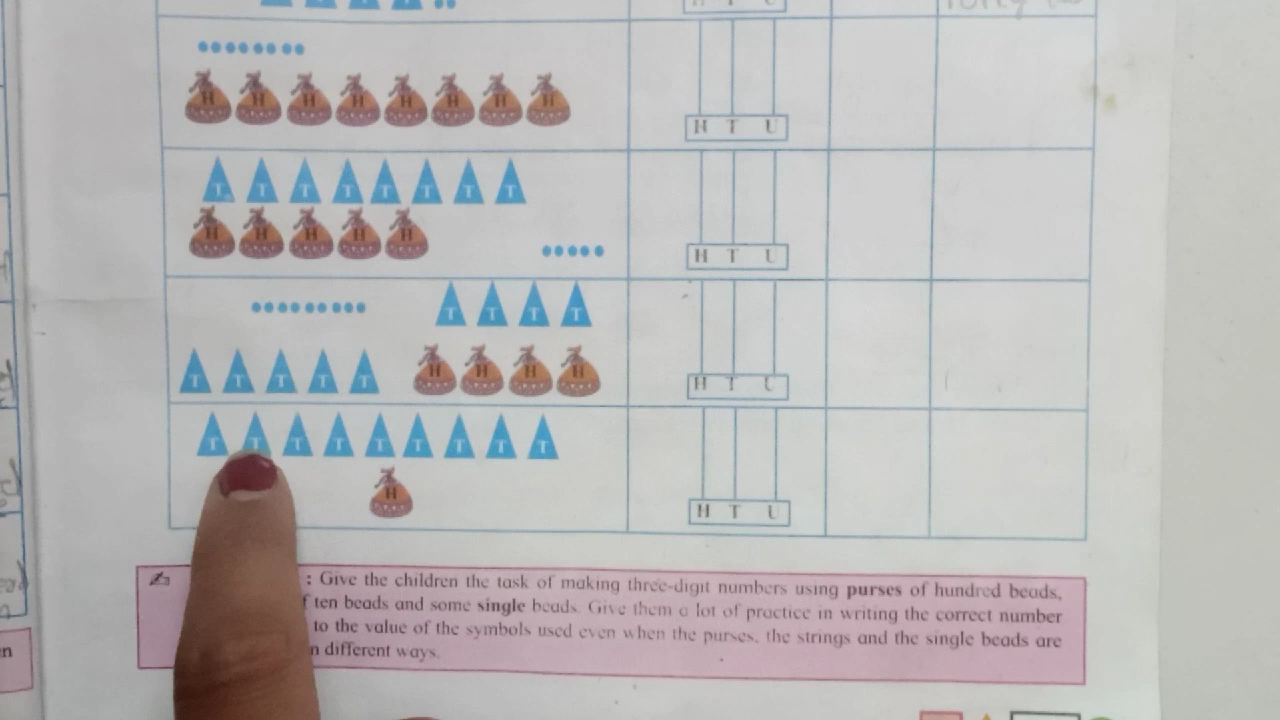 H T U
H H H H H H H H
H T U
T T T T T T T T
H H H H H
H T U
T T T T
T T T T T
H H H H
H T U
T T T T T T T T T
H
H T U
: Give the children the task of making three-digit numbers using purses of hundred beads,
ten beads and some single beads. Give them a lot of practice in writing the correct number
to the value of the symbols used even when the purses, the strings and the single beads are
n different ways.